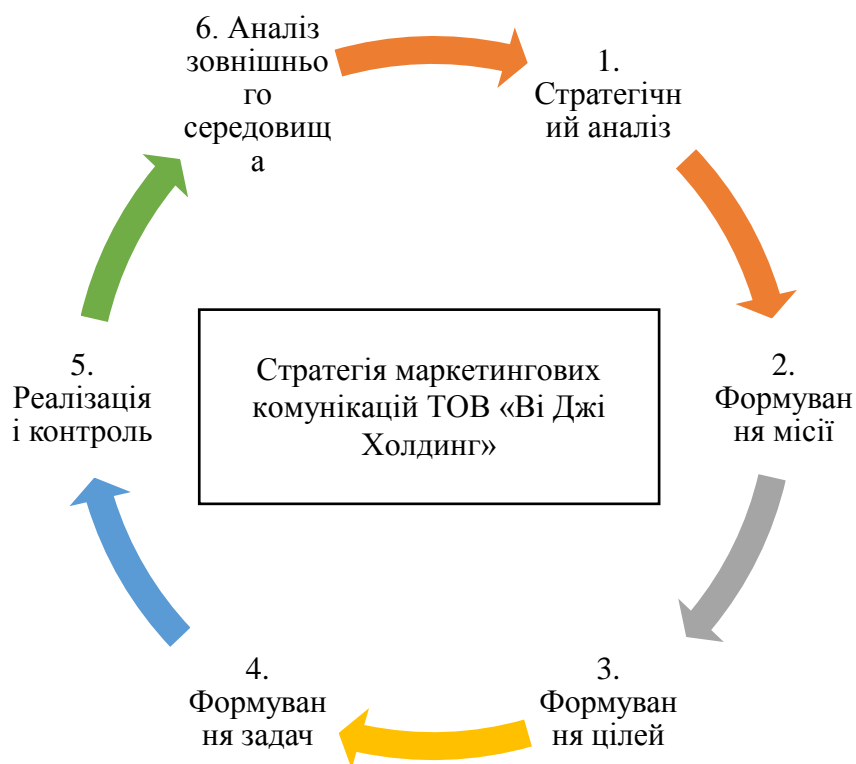 6. Аналіз
зовнішньо
го
середовищ
а
1.
Стратегічн
ий аналіз
2.
Формуван
ня місії
3.
Формуван
ня цілей
4.
Формуван
ня задач
5.
Реалізація
і контроль
Стратегія маркетингових
комунікацій ТОВ «Ві Джі
Холдинг»